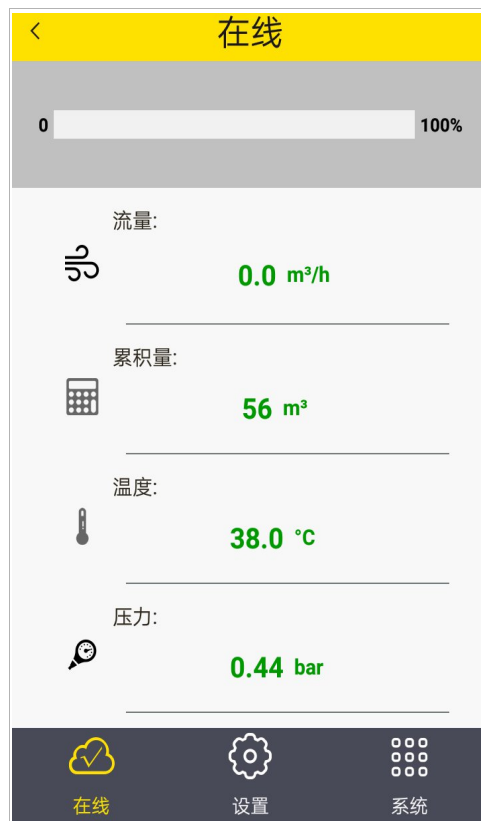 在线
0 100%
流量:
0.0 m³/h
累积量:
56 m³
温度:
38.0 °C
压力:
0.44 bar
在线 设置 系统